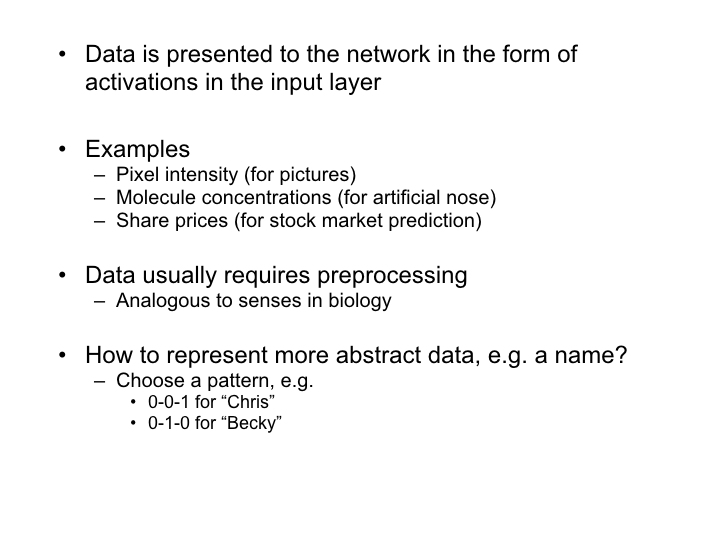 • Data is presented to the network in the form of
activations in the input layer
• Examples
– Pixel intensity (for pictures)
– Molecule concentrations (for artificial nose)
– Share prices (for stock market prediction)
• Data usually requires preprocessing
– Analogous to senses in biology
• How to represent more abstract data, e.g. a name?
– Choose a pattern, e.g.
• 0-0-1 for “Chris”
• 0-1-0 for “Becky”